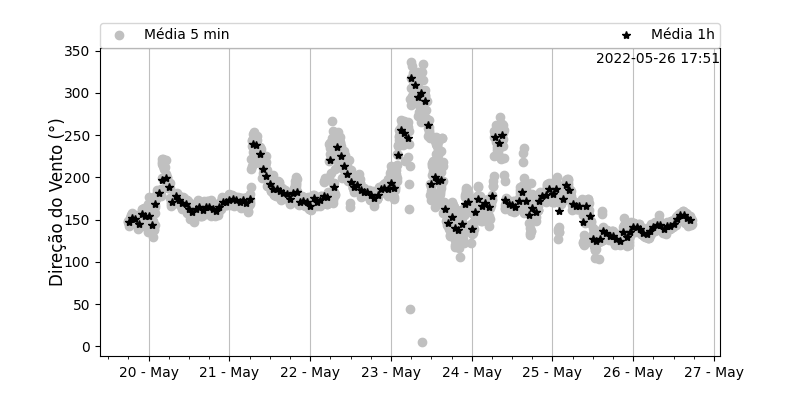 Média 5 min
Média 1h
2022-05-26 17:51
Direção do Vento (°)
350
300
250
200
150
100
50
0
20 - May
21 - May
22 - May
23 - May
24 - May
25 - May
26 - May
27 - May